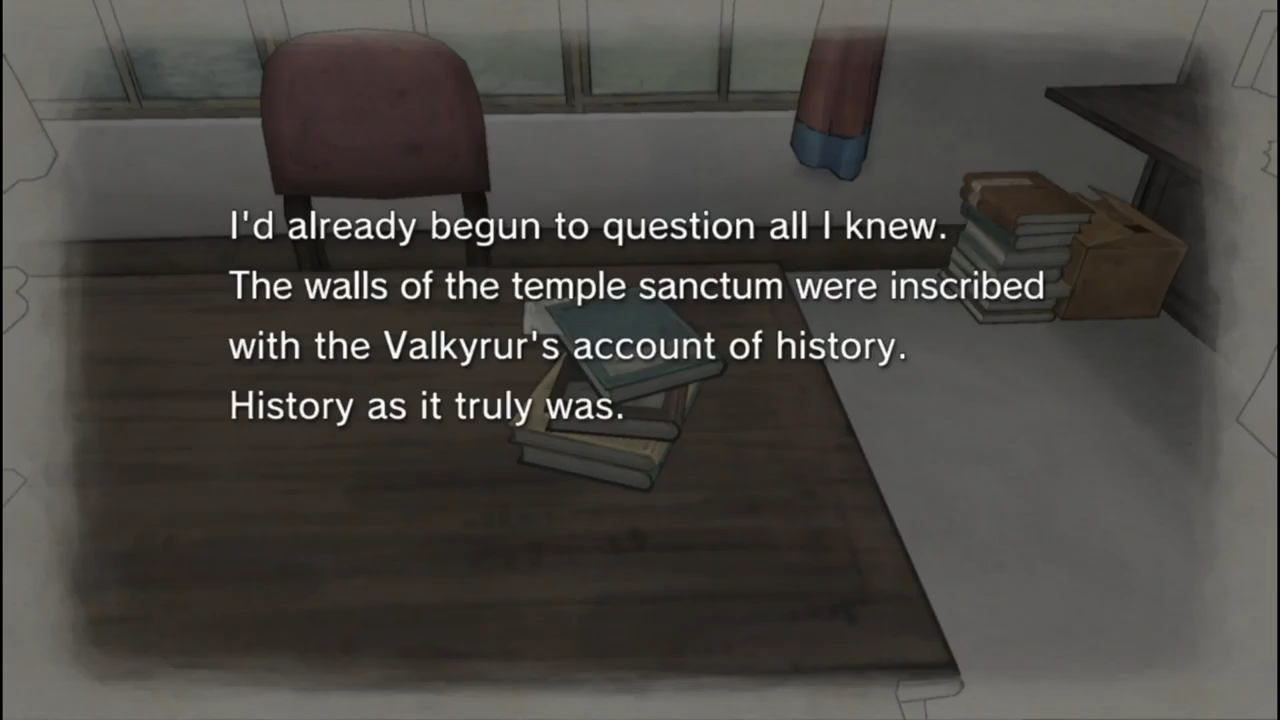 I'd already begun to question all I knew.
The walls of the temple sanctum were inscribed
with the Valkyrur's account of history.
History as it truly was.